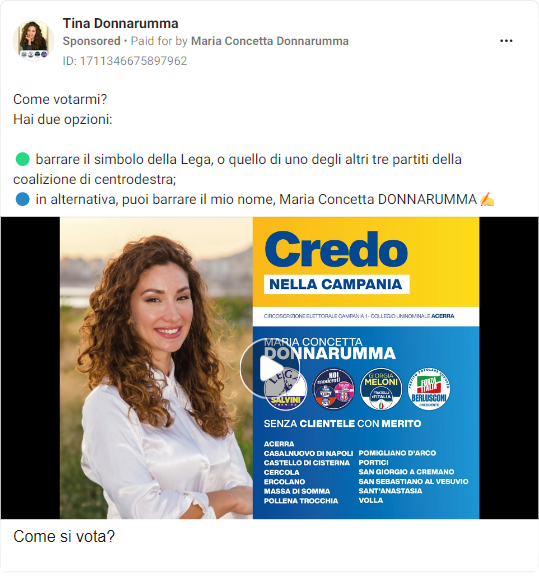 Tina Donnarumma
Sponsored • Paid for by Maria Concetta Donnarumma
ID: 1711346675897962
Come votarmi?
Hai due opzioni:
🟢 barrare il simbolo della Lega, o quello di uno degli altri tre partiti della
coalizione di centrodestra;
🔵 in alternativa, puoi barrare il mio nome, Maria Concetta DONNARUMMA✍️
Credo
NELLA CAMPANIA
CIRCOSCRIZIONE ELETTORALE CAMPANIA 1 - COLLEGIO UNINOMINALE ACERRA
MARIA CONCETTA
DONNARUMMA
LEGA
SALVINI
NOI
moderati
GIORGIA
MELONI
FRATELLI
d'ITALIA
FORZA
ITALIA
BERLUSCONI
PRESIDENTE
SENZA CLIENTELE CON MERITO
ACERRA
CASALNUOVO DI NAPOLI
CASTELLO DI CISTERNA
CERCOLA
ERCOLANO
MASSA DI SOMMA
POLLENA TROCCHIA
POMIGLIANO D'ARCO
PORTICI
SAN GIORGIO A CREMANO
SAN SEBASTIANO AL VESUVIO
SANT'ANASTASIA
VOLLA
Come si vota?